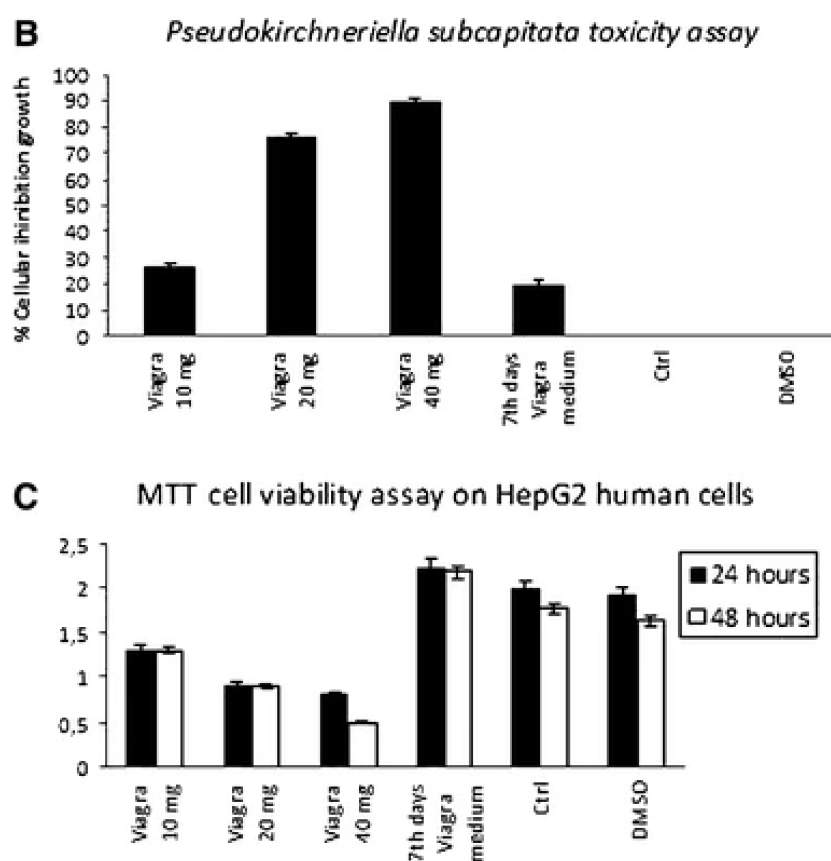 B
Pseudokirchneriella subcapitata toxicity assay
% Cellular ihinibition growth
100
90
80
70
60
50
40
30
20
10
0
Viagra
10 mg
Viagra
20 mg
Viagra
40 mg
7th days
Viagra
medium
Ctrl
DMSO
C
MTT cell viability assay on HepG2 human cells
2,5
2
1,5
1
0,5
0
24 hours
48 hours
Viagra
10 mg
Viagra
20 mg
Viagra
40 mg
7th days
Viagra
medium
Ctrl
DMSO